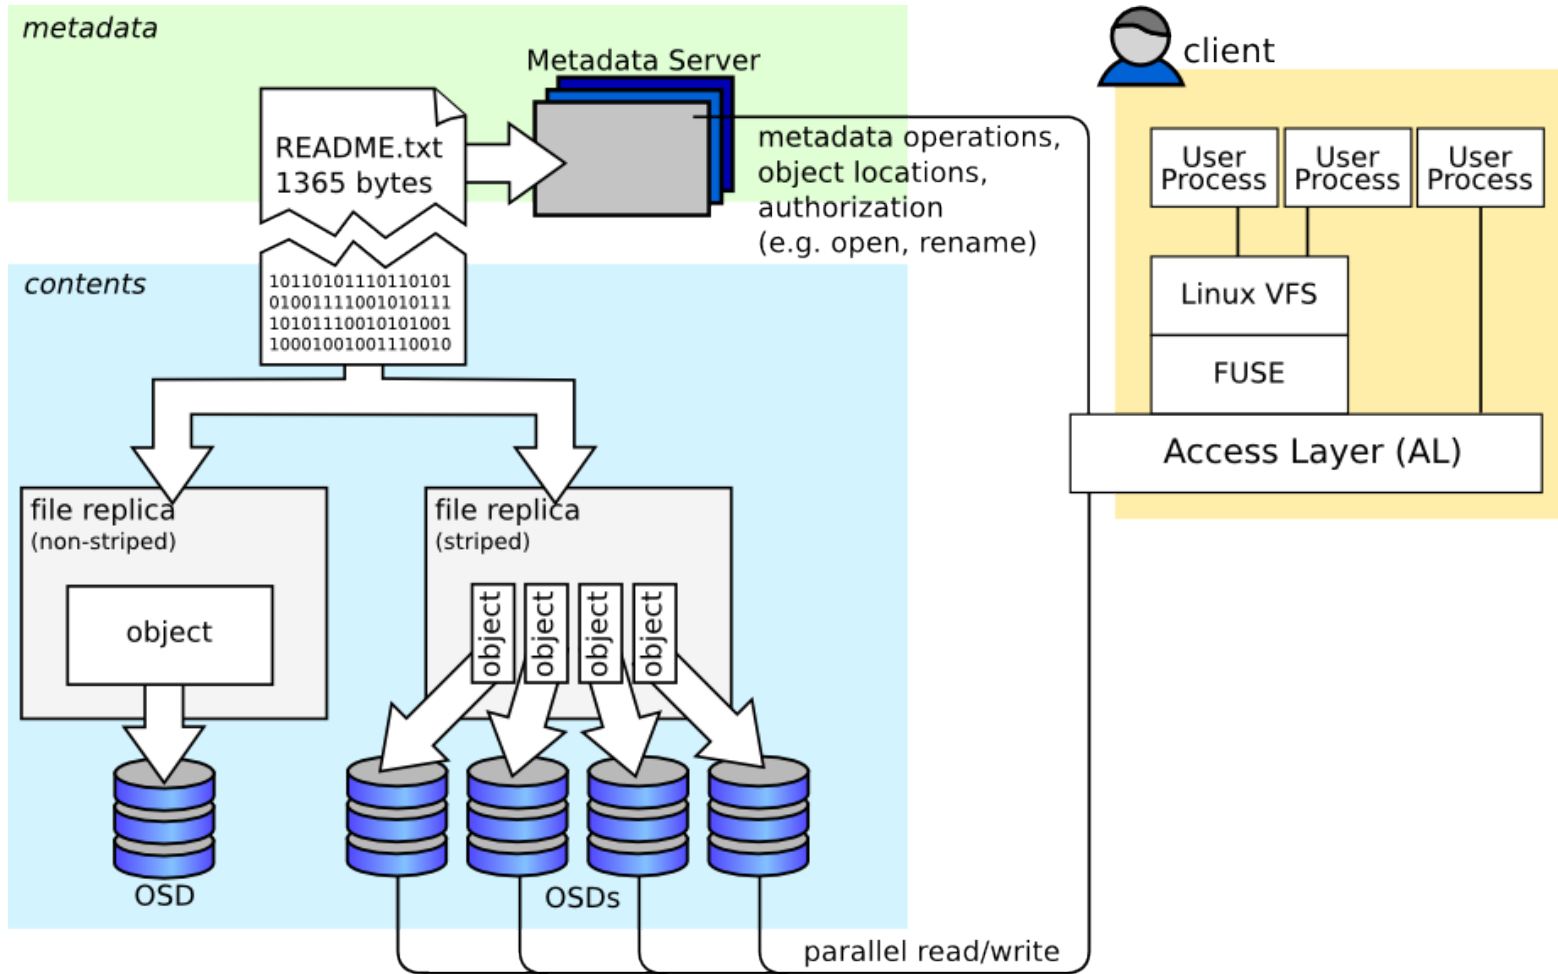 metadata
Metadata Server
README.txt
1365 bytes
metadata operations,
object locations,
authorization
(e.g. open, rename)
client
User
Process
User
Process
User
Process
Linux VFS
FUSE
Access Layer (AL)
contents
10110101110110101
01001111001010111
10101110010101001
10001001001110010
file replica
(non-striped)
object
OSD
file replica
(striped)
object
object
object
object
OSDs
parallel read/write